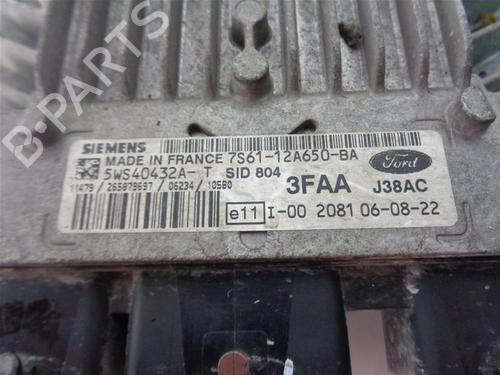 B-Parts
SIEMENS
MADE IN FRANCE 7S61-12A650-BA
5WS40432A- T SID 804
Ford
11479 / 265879697 / 06234 / 10580
3FAA J38AC
e11 I-00 2081 06-08-22